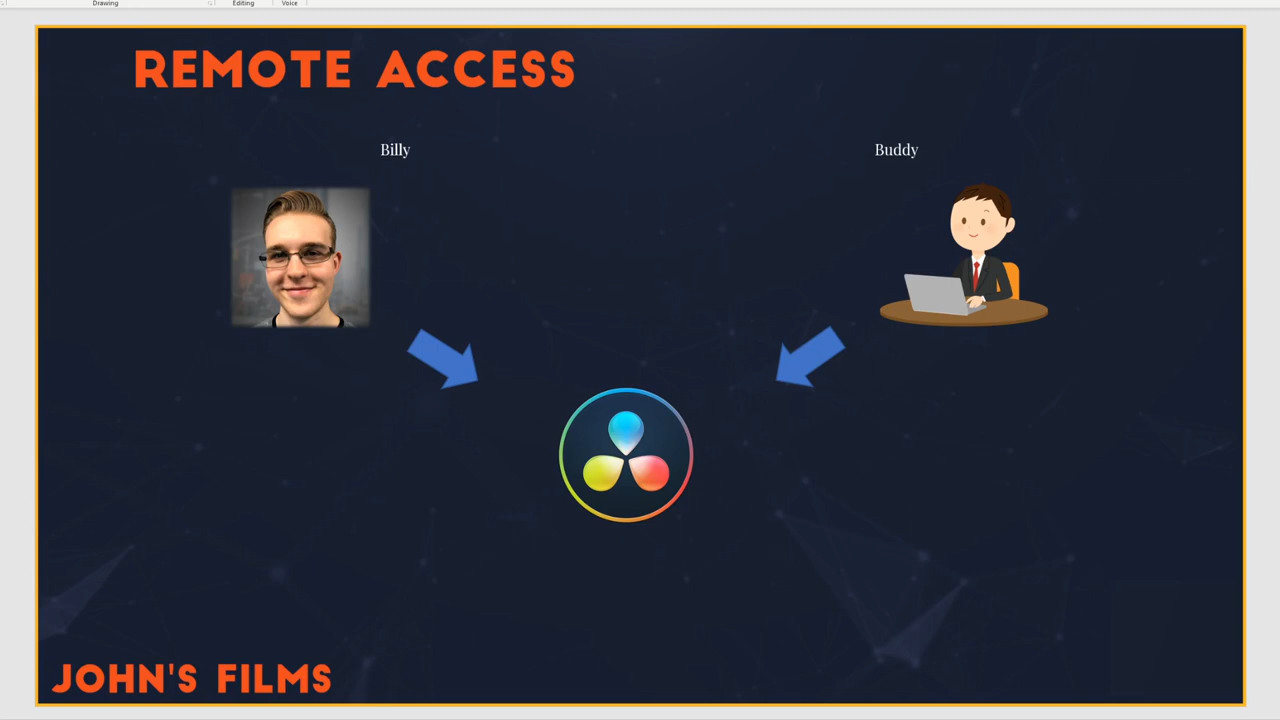 Drawing
Editing
Voice
REMOTE ACCESS
Billy
Buddy
JOHN'S FILMS